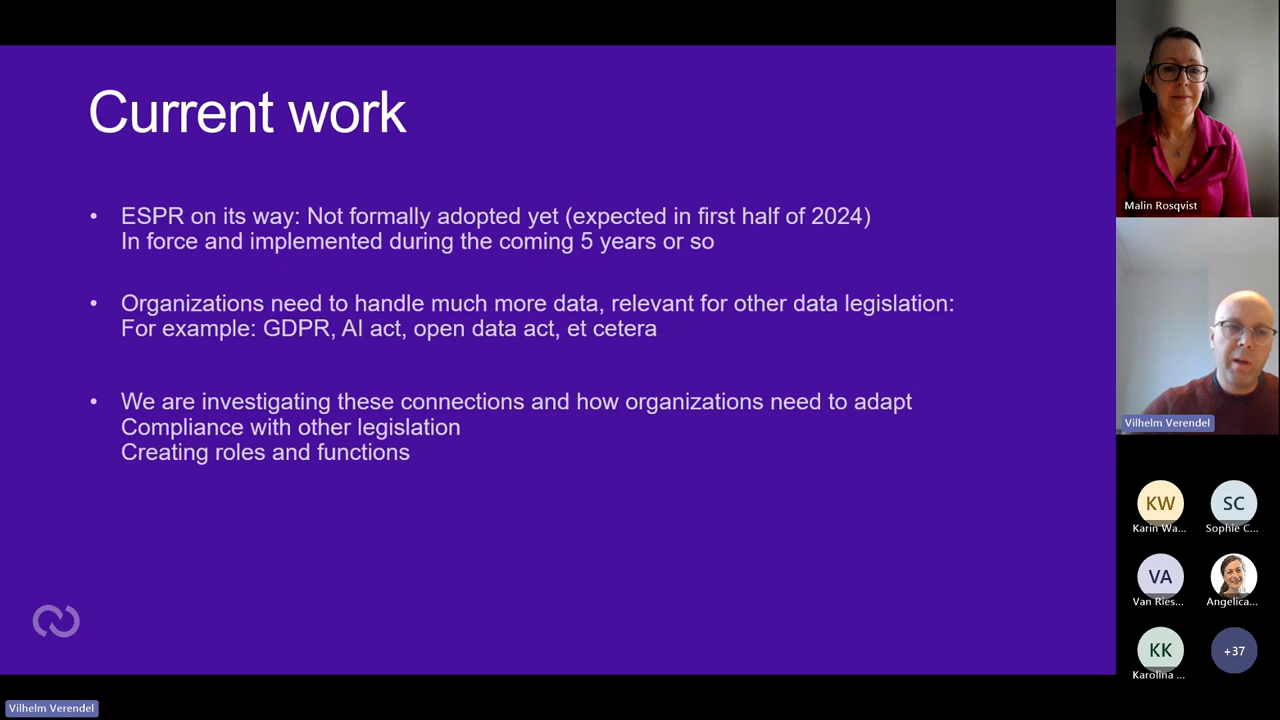 Current work
• ESPR on its way: Not formally adopted yet (expected in first half of 2024)
In force and implemented during the coming 5 years or so
• Organizations need to handle much more data, relevant for other data legislation:
For example: GDPR, AI act, open data act, et cetera
• We are investigating these connections and how organizations need to adapt
Compliance with other legislation
Creating roles and functions
Malin Rosqvist
Vilhelm Verendel
KW
SC
Karin Wa...
Sophie C...
VA
Van Ries...
Angelica...
KK
+37
Karolina ...
Vilhelm Verendel